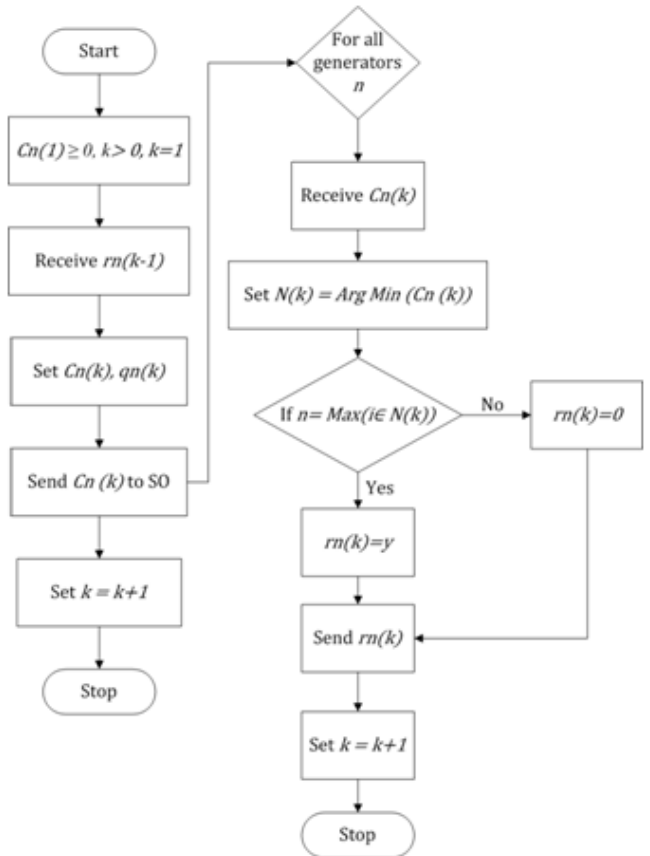 Start
Cn(1) ≥ 0, k> 0, k=1
Receive rn(k-1)
Set Cn(k), qn(k)
Send Cn (k) to SO
Set k = k+1
Stop
For all
generators
n
Receive Cn(k)
Set N(k) = Arg Min (Cn (k))
If n= Max(i∈ N(k))
No
rn(k)=0
Yes
rn(k)=y
Send rn(k)
Set k = k+1
Stop